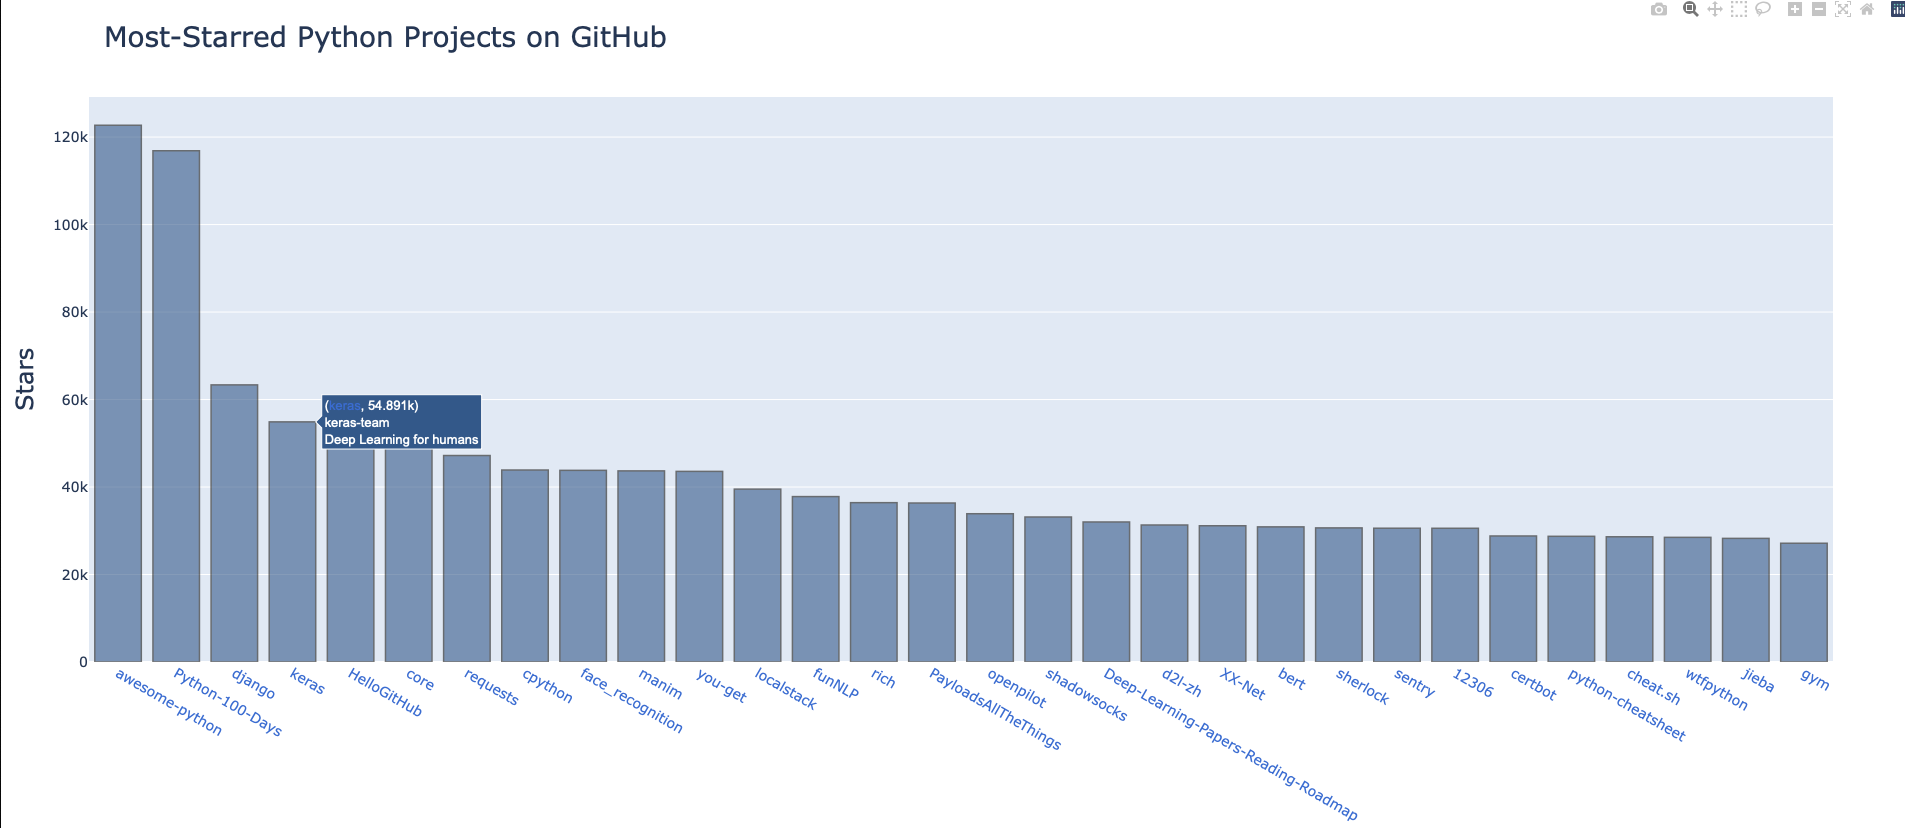 Most-Starred Python Projects on GitHub
Stars
120k
100k
80k
60k
40k
20k
0
(keras, 54.891k)
keras-team
Deep Learning for humans
awesome-python
Python-100-Days
django
keras
HelloGitHub
core
requests
cpython
face_recognition
manim
you-get
localstack
funNLP
rich
PayloadsAllTheThings
openpilot
shadowsocks
Deep-Learning-Papers-Reading-Roadmap
d2l-zh
XX-Net
bert
sherlock
sentry
12306
certbot
python-cheatsheet
cheat.sh
wtfpython
jieba
gym